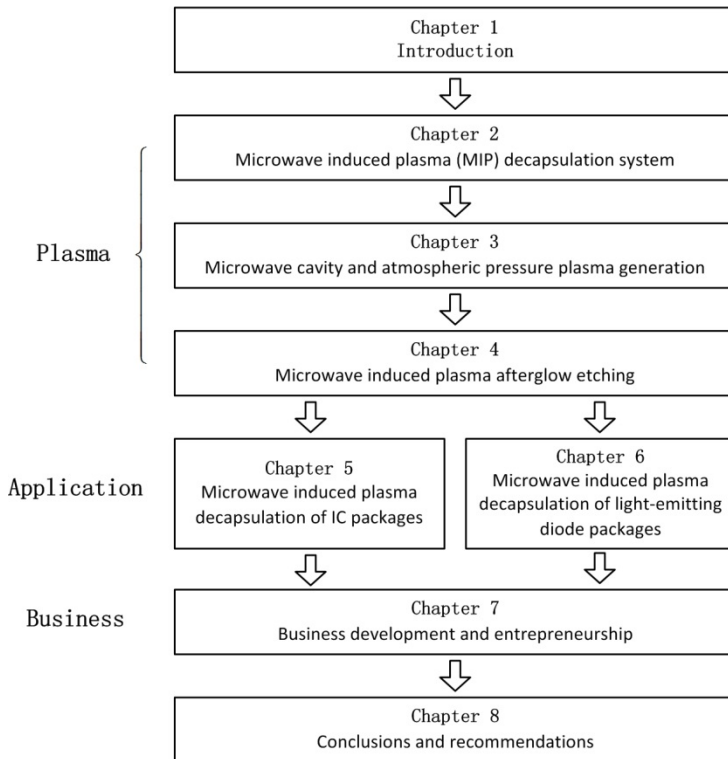 Chapter 1
Introduction
Chapter 2
Microwave induced plasma (MIP) decapsulation system
Plasma
Chapter 3
Microwave cavity and atmospheric pressure plasma generation
Chapter 4
Microwave induced plasma afterglow etching
Application
Chapter 5
Microwave induced plasma
decapsulation of IC packages
Chapter 6
Microwave induced plasma
decapsulation of light-emitting
diode packages
Business
Chapter 7
Business development and entrepreneurship
Chapter 8
Conclusions and recommendations